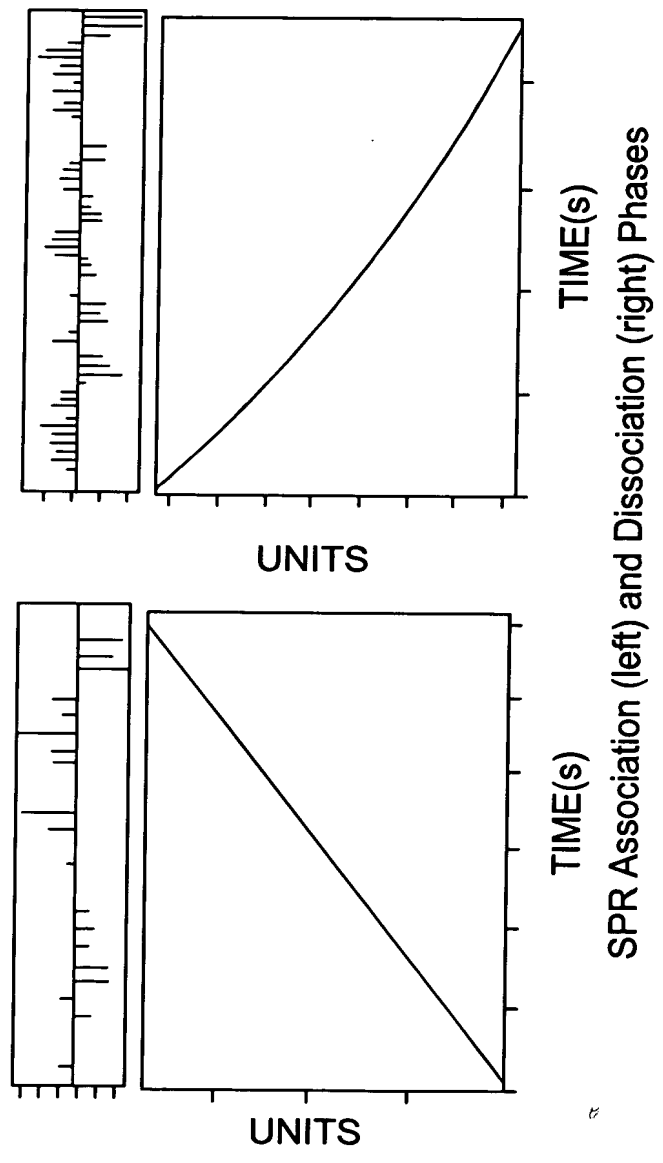 UNITS
TIME(s)
UNITS
TIME(s)
SPR Association (left) and Dissociation (right) Phases